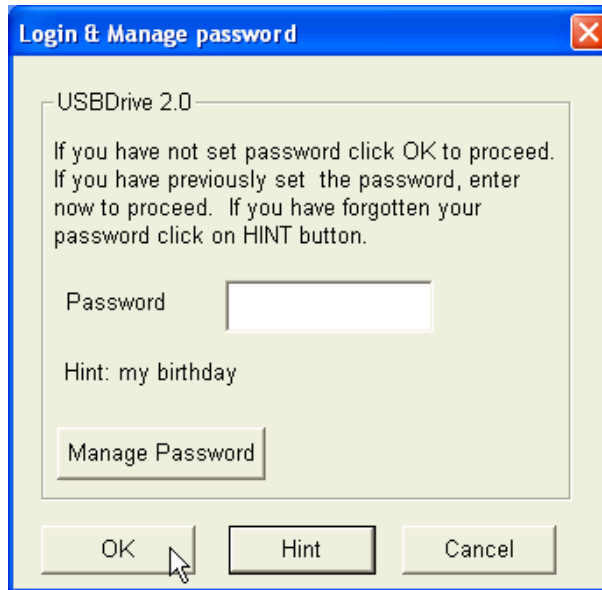 Login & Manage password
USBDrive 2.0
If you have not set password click OK to proceed.
If you have previously set  the password, enter
now to proceed.  If you have forgotten your
password click on HINT button.
Password
Hint: my birthday
Manage Password
OK
Hint
Cancel